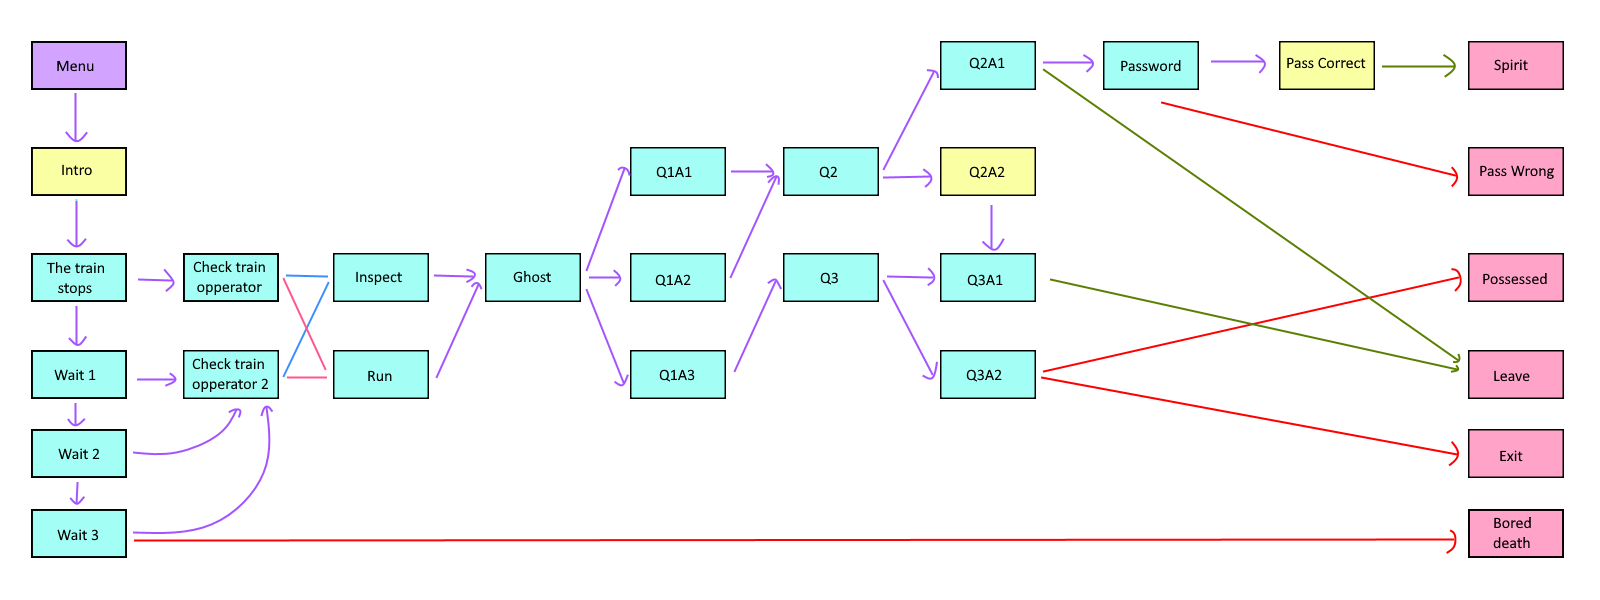 Menu
Q2A1
Password
Pass Correct
Spirit
Intro
Q1A1
Q2
Q2A2
Pass Wrong
The train
stops
Check train
opperator
Inspect
Ghost
Q1A2
Q3
Q3A1
Possessed
Wait 1
Check train
opperator 2
Run
Q1A3
Q3A2
Leave
Wait 2
Exit
Wait 3
Bored
death